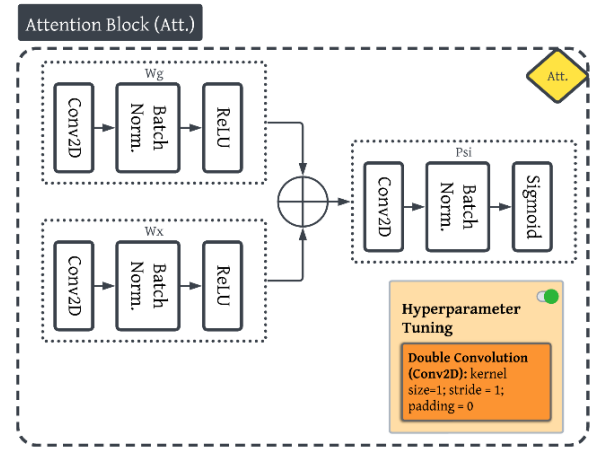 Attention Block (Att.)
Att.
Wg
Conv2D
Batch
Norm.
ReLU
Wx
Conv2D
Batch
Norm.
ReLU
Psi
Conv2D
Batch
Norm.
Sigmoid
Hyperparameter
Tuning
Double Convolution
(Conv2D): kernel
size=1; stride = 1;
padding = 0